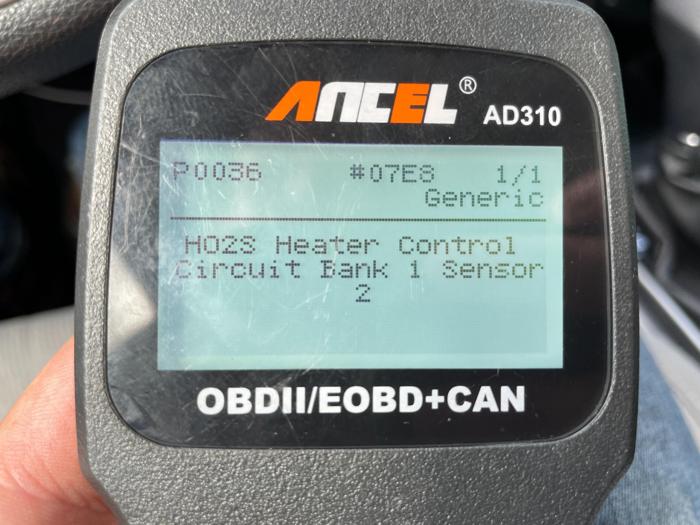 ANCEL® AD310
P0036 #07E8 1/1
Generic
HO2S Heater Control
Circuit Bank 1 Sensor
2
OBDII/EOBD+CAN